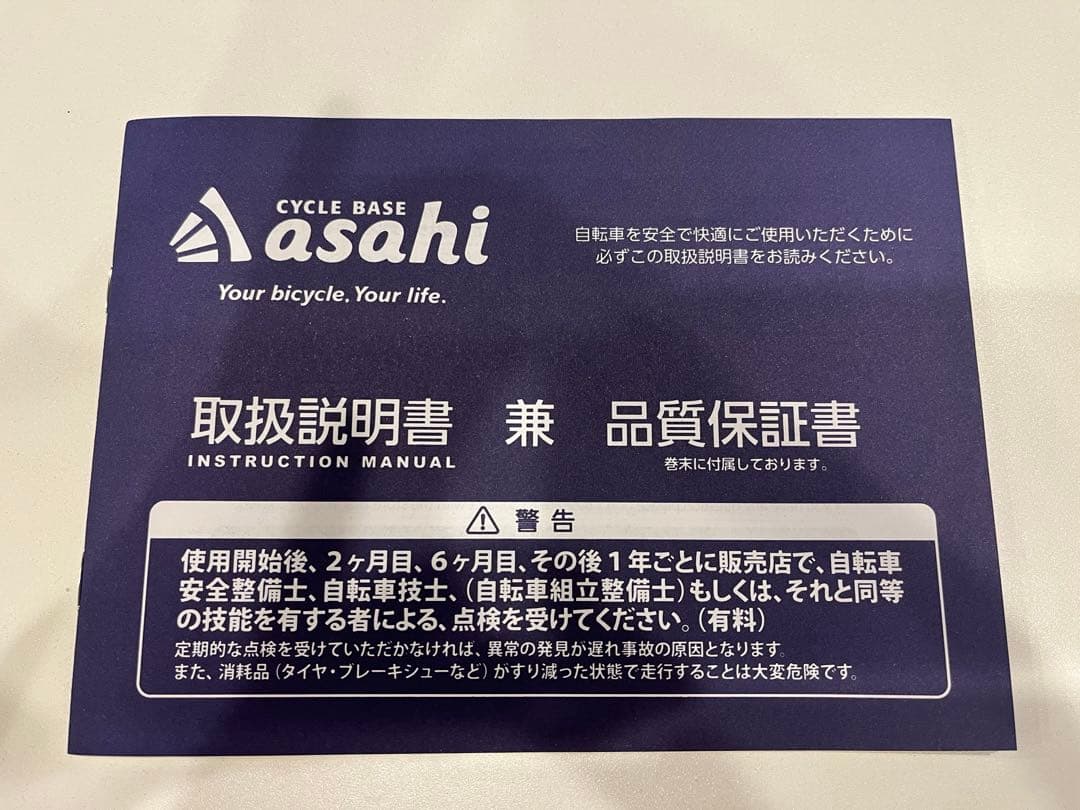 CYCLE BASE
asahi
Your bicycle. Your life.
自転車を安全で快適にご使用いただくために
必ずこの取扱説明書をお読みください。
取扱説明書 兼 品質保証書
INSTRUCTION MANUAL
巻末に付属しております。
警告
使用開始後、2ヶ月目、6ヶ月目、その後1年ごとに販売店で、自転車
安全整備士、自転車技士、(自転車組立整備士)もしくは、それと同等
の技能を有する者による、点検を受けてください。(有料)
定期的な点検を受けていただかなければ、異常の発見が遅れ事故の原因となります。
また、消耗品(タイヤ・ブレーキシューなど)がすり減った状態で走行することは大変危険です。